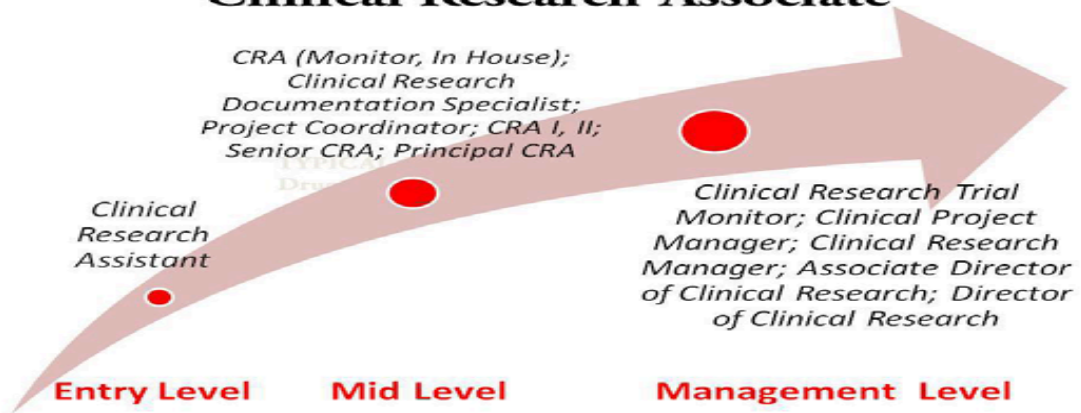 Clinical Research Associate
CRA (Monitor, In House);
Clinical Research
Documentation Specialist;
Project Coordinator; CRA I, II;
Senior CRA; Principal CRA
TYPICAL
Clinical
Research
Assistant
Clinical Research Trial
Monitor; Clinical Project
Manager; Clinical Research
Manager; Associate Director
of Clinical Research; Director
of Clinical Research
Entry Level
Mid Level
Management Level